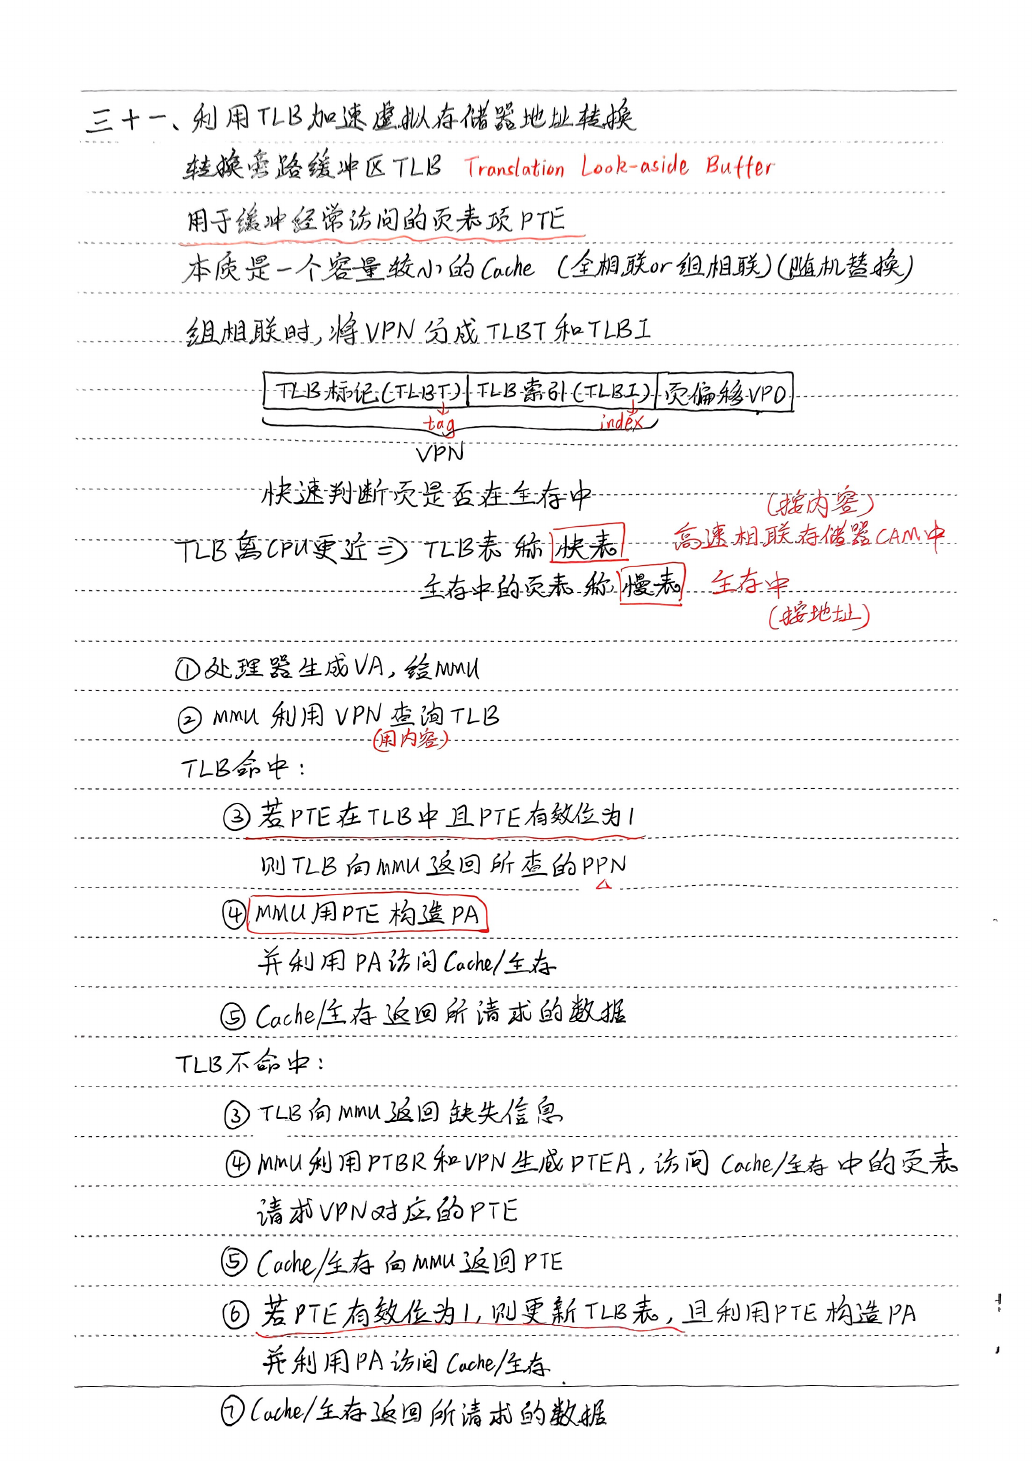 三十一、利用TLB加速虚拟存储器地址转换
转换旁路缓冲区TLB Translation Look-aside Buffer
用于缓冲经常访问的页表项PTE
本质是一个容量较小的Cache (全相联or组相联)(随机替换)
组相联时,将VPN分成TLBT和TLBI
TLB标记(TLBT) TLB索引(TLBI) 页偏移VPO
tag index
VPN
快速判断页是否在主存中
(按内容)
TLB离CPU更近⇒ TLB表称 快表 高速相联存储器CAM中
主存中的页表称 慢表 主存中
(按地址)
①处理器生成VA,给MMU
②MMU利用VPN查询TLB
(用内容)
TLB命中:
③若PTE在TLB中且PTE有效位为1
则TLB向MMU返回所查的PPN
④MMU用PTE构造PA
并利用PA访问Cache/主存
⑤Cache/主存返回所请求的数据
TLB不命中:
③TLB向MMU返回缺失信息
④MMU利用PTBR和VPN生成PTEA,访问Cache/主存中的页表
请求VPN对应的PTE
⑤Cache/主存向MMU返回PTE
⑥若PTE有效位为1,则更新TLB表,且利用PTE构造PA
并利用PA访问Cache/主存
⑦Cache/主存返回所请求的数据